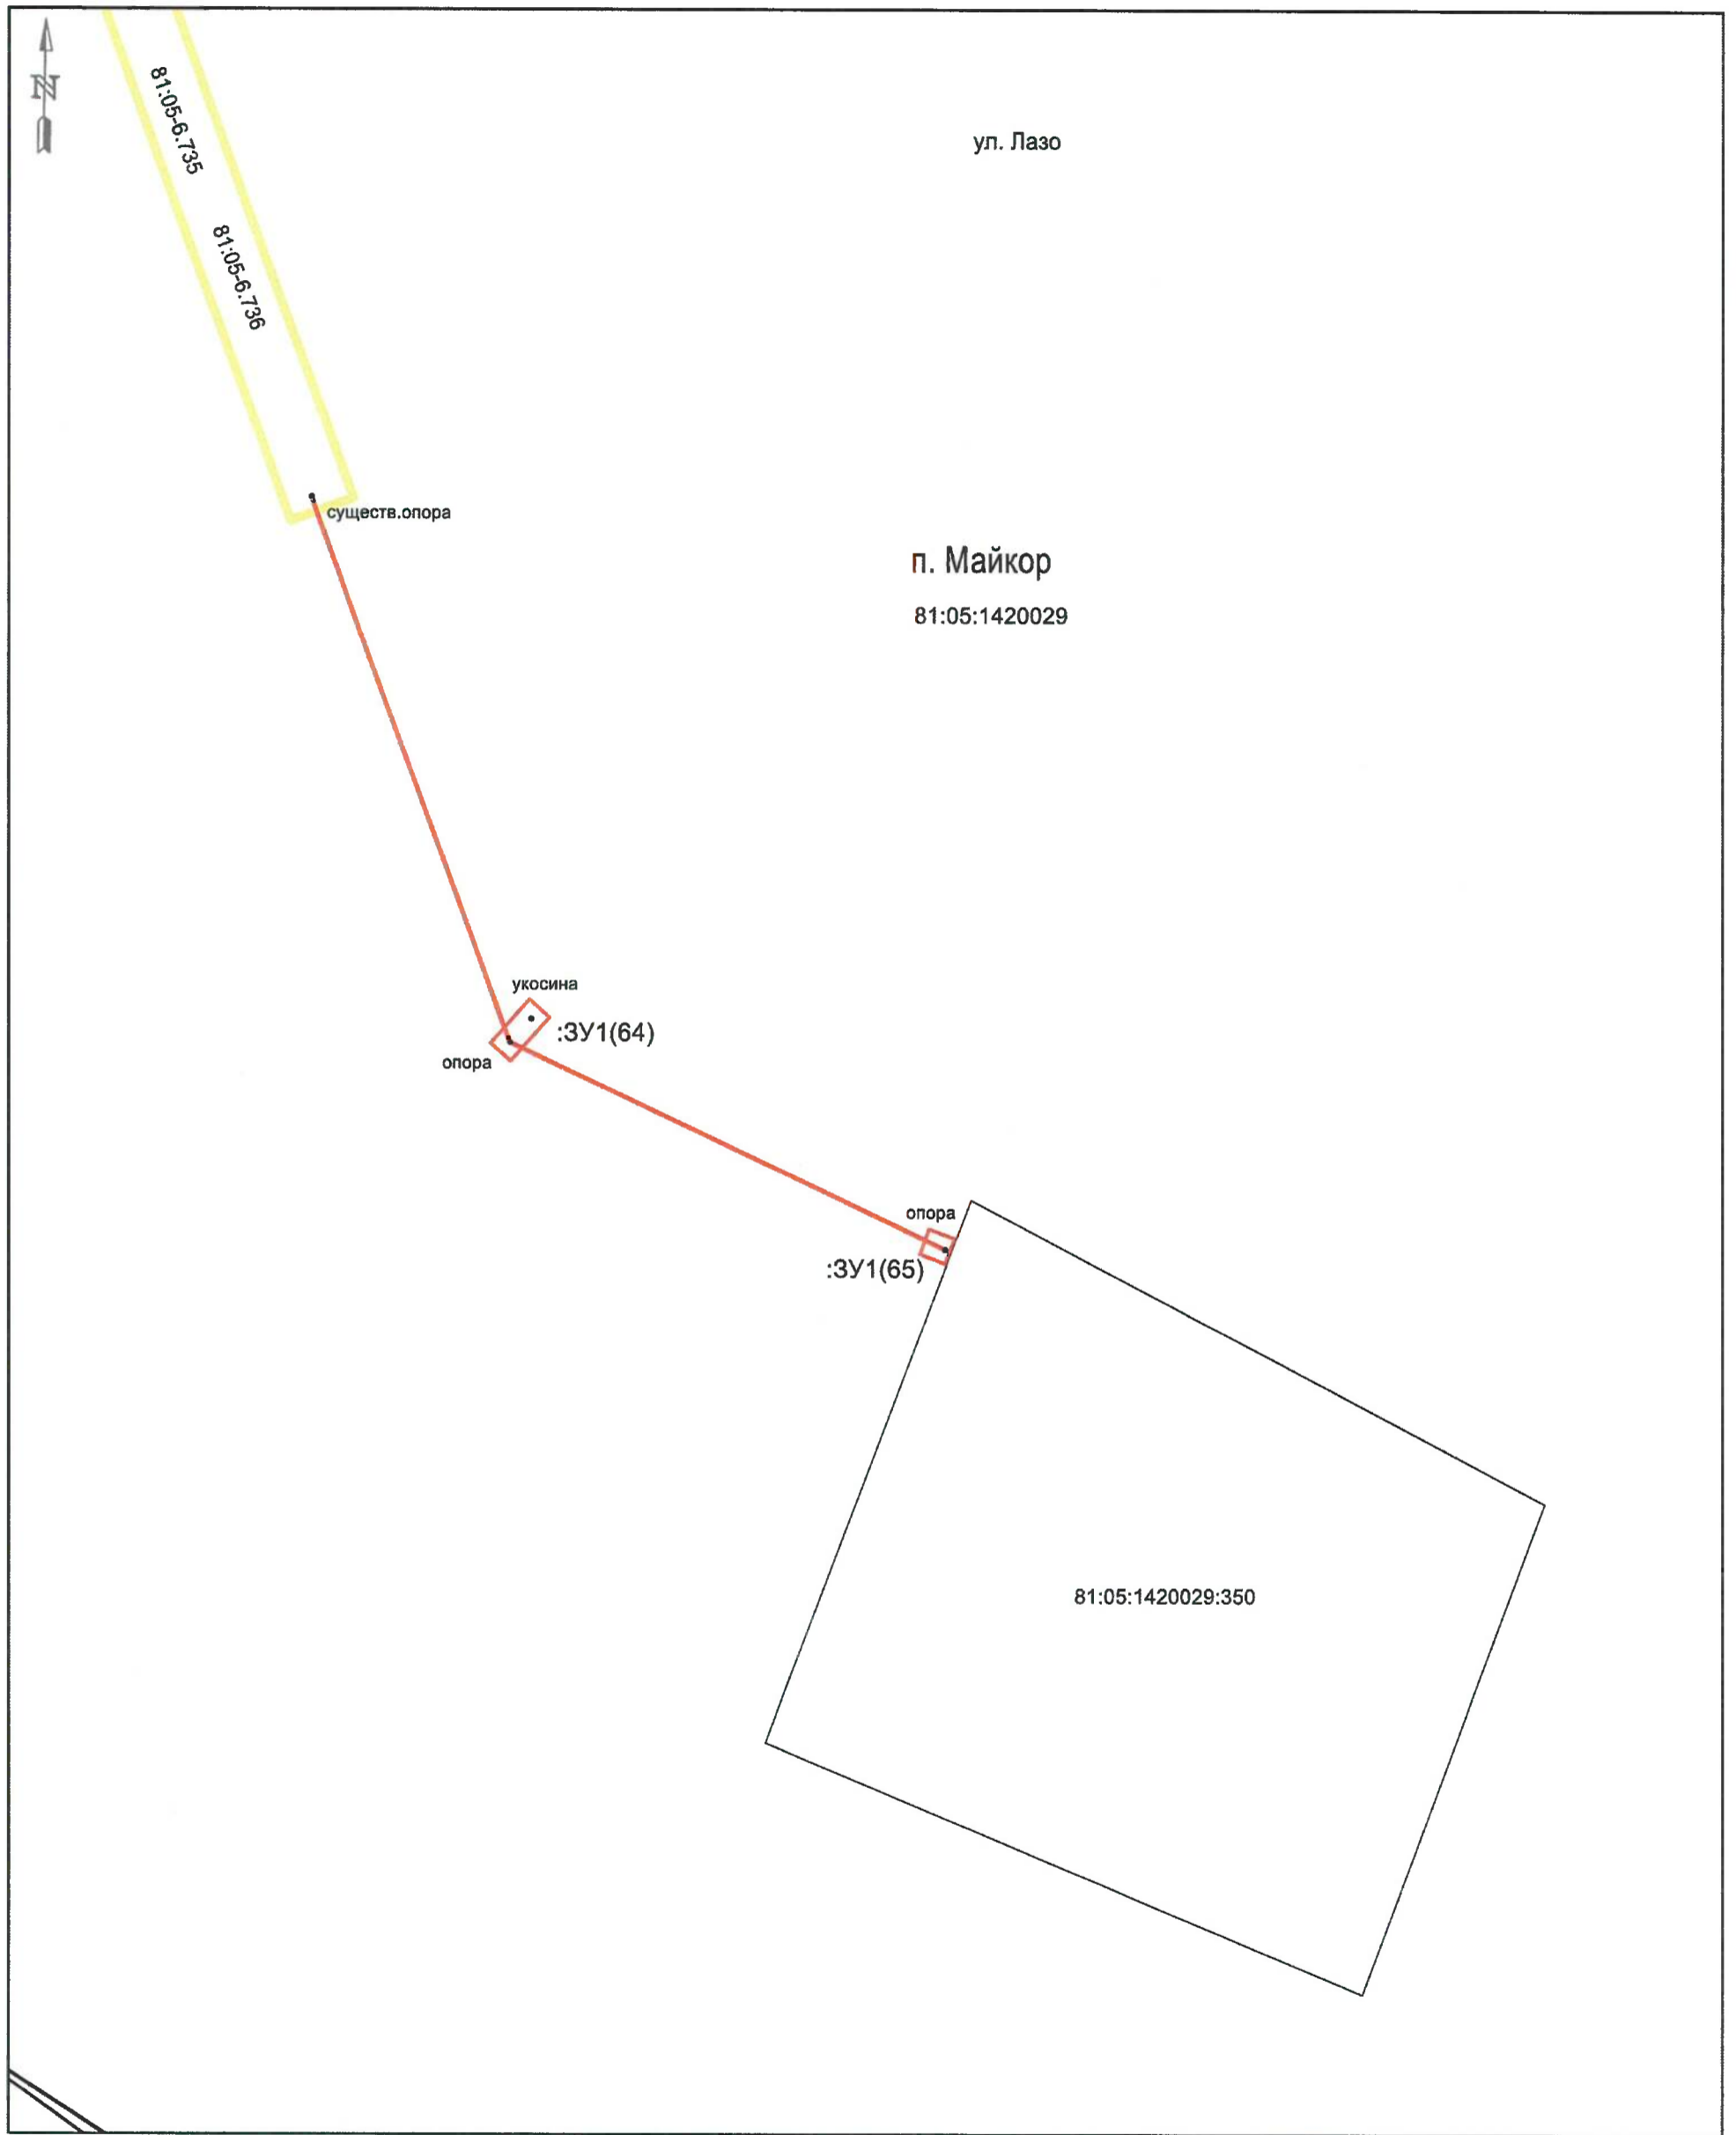 N
81:05-6.735
ул. Лазо
81:05-6.736
существ.опора
п. Майкор
81:05:1420029
укосина
:ЗУ1(64)
опора
опора
:ЗУ1(65)
81:05:1420029:350